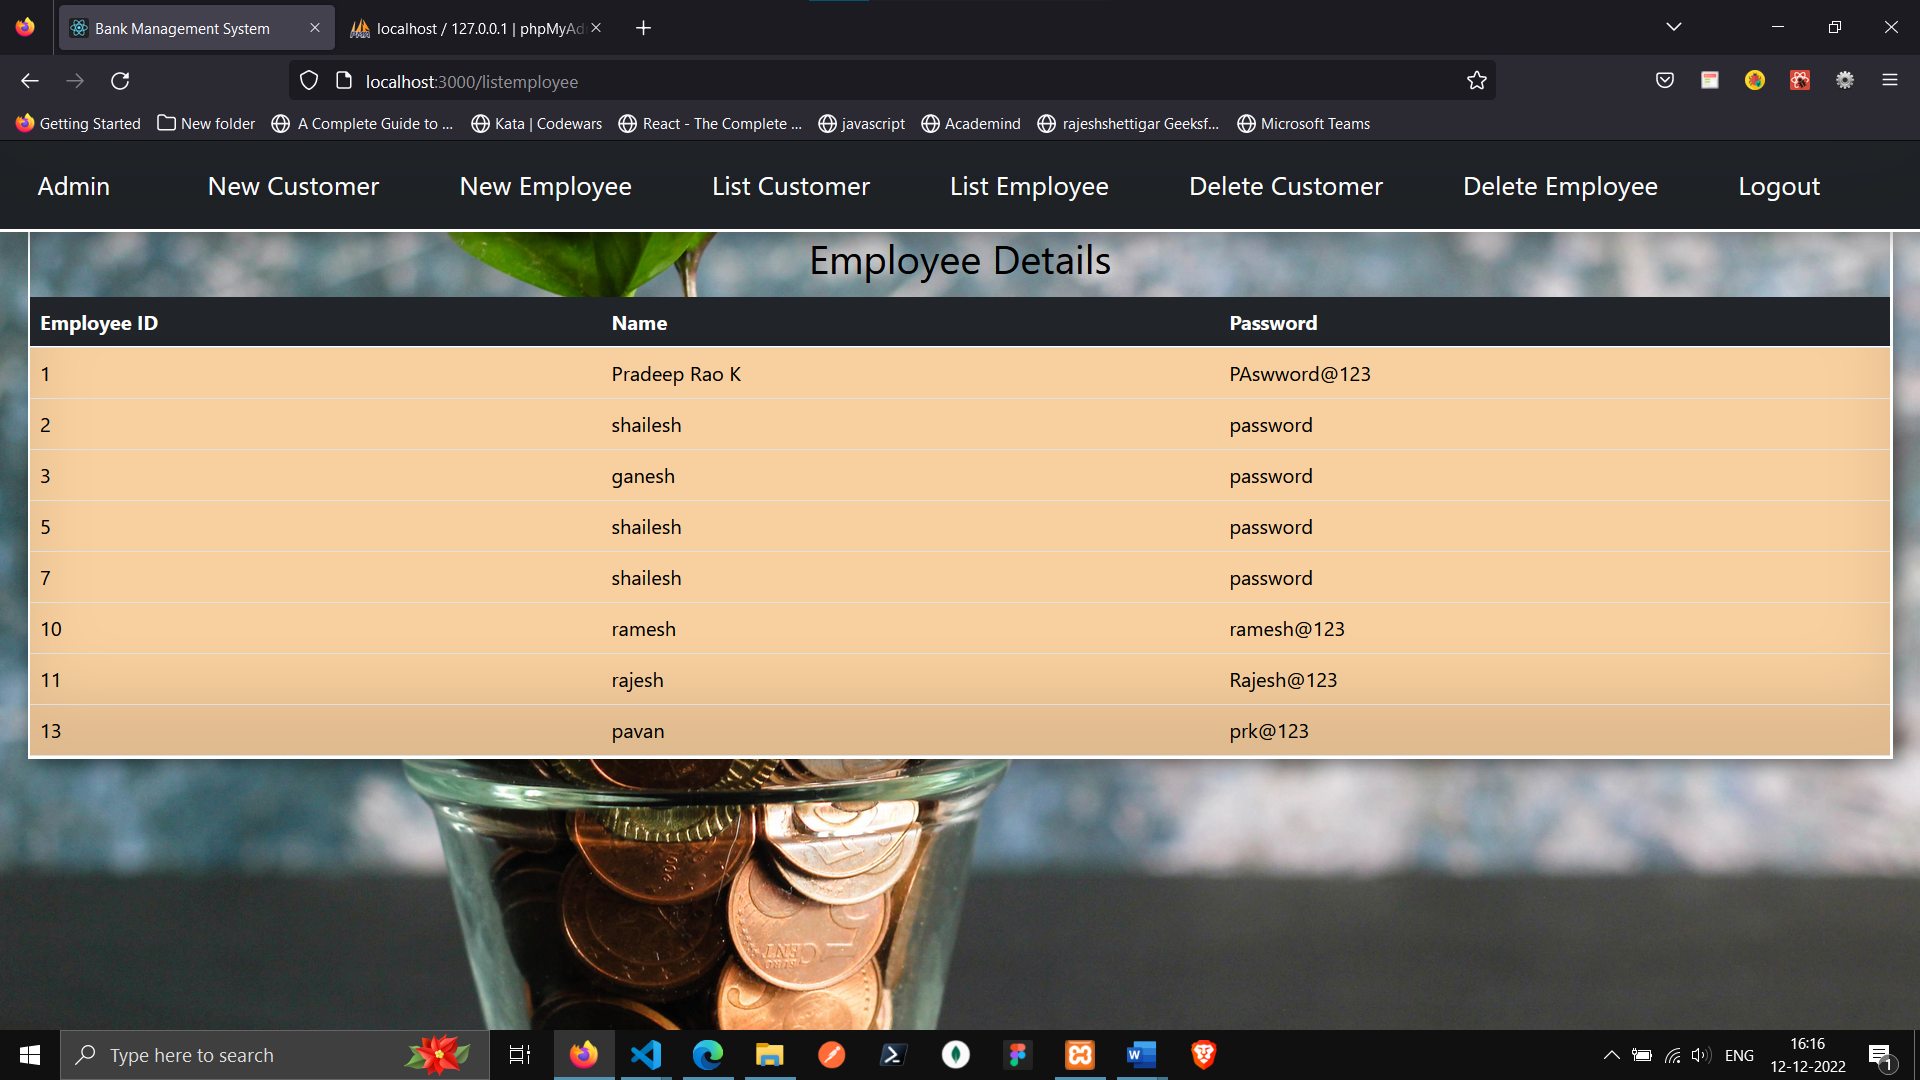 Bank Management System
localhost / 127.0.0.1 | phpMyAd
localhost:3000/listemployee
Getting Started New folder A Complete Guide to ... Kata | Codewars React - The Complete ... javascript Academind rajeshshettigar Geeksf... Microsoft Teams
Admin New Customer New Employee List Customer List Employee Delete Customer Delete Employee Logout
Employee Details
Employee ID Name Password
1 Pradeep Rao K PAswword@123
2 shailesh password
3 ganesh password
5 shailesh password
7 shailesh password
10 ramesh ramesh@123
11 rajesh Rajesh@123
13 pavan prk@123
Type here to search
ENG
16:16
12-12-2022
1